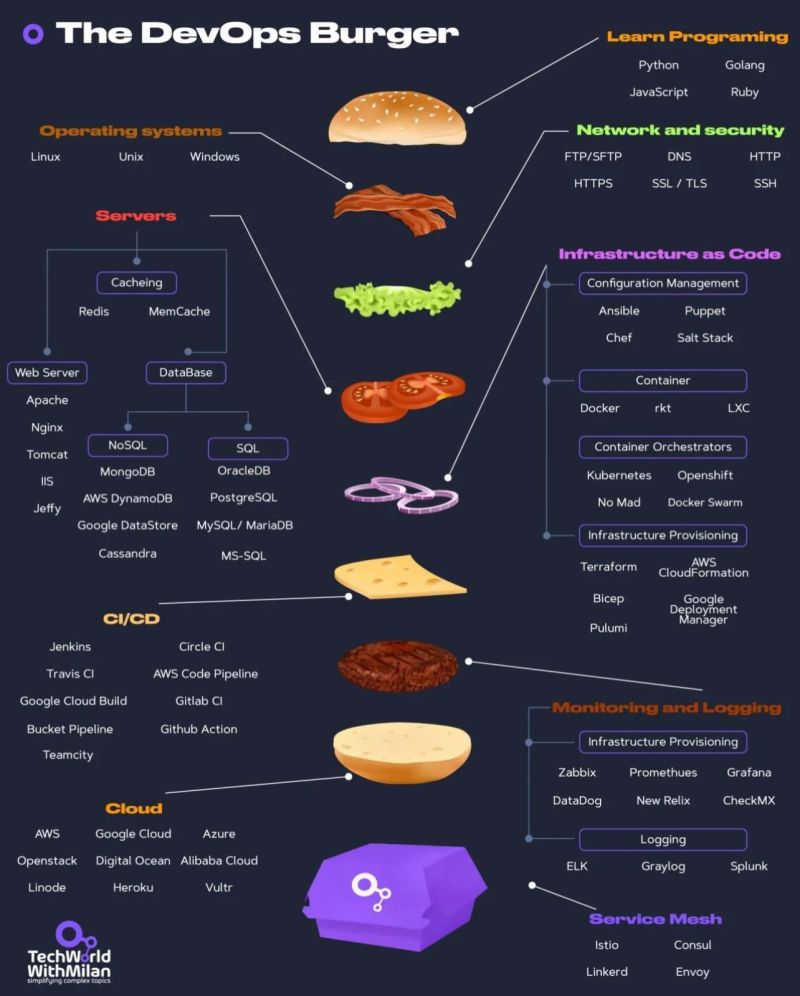 The DevOps Burger
Learn Programing
Python Golang
JavaScript Ruby
Operating systems
Linux Unix Windows
Network and security
FTP/SFTP DNS HTTP
HTTPS SSL / TLS SSH
Servers
Cacheing
Redis MemCache
Web Server
Apache
Nginx
Tomcat
IIS
Jeffy
DataBase
NoSQL
MongoDB
AWS DynamoDB
Google DataStore
Cassandra
SQL
OracleDB
PostgreSQL
MySQL/ MariaDB
MS-SQL
Infrastructure as Code
Configuration Management
Ansible Puppet
Chef Salt Stack
Container
Docker rkt LXC
Container Orchestrators
Kubernetes Openshift
No Mad Docker Swarm
Infrastructure Provisioning
Terraform
AWS
CloudFormation
Bicep
Google
Deployment
Manager
Pulumi
CI/CD
Jenkins Circle CI
Travis CI AWS Code Pipeline
Google Cloud Build Gitlab CI
Bucket Pipeline Github Action
Teamcity
Monitoring and Logging
Infrastructure Provisioning
Zabbix Promethues Grafana
DataDog New Relix CheckMX
Logging
ELK Graylog Splunk
Cloud
AWS Google Cloud Azure
Openstack Digital Ocean Alibaba Cloud
Linode Heroku Vultr
Service Mesh
Istio Consul
Linkerd Envoy
TechWorld
WithMilan
simplifying complex topics